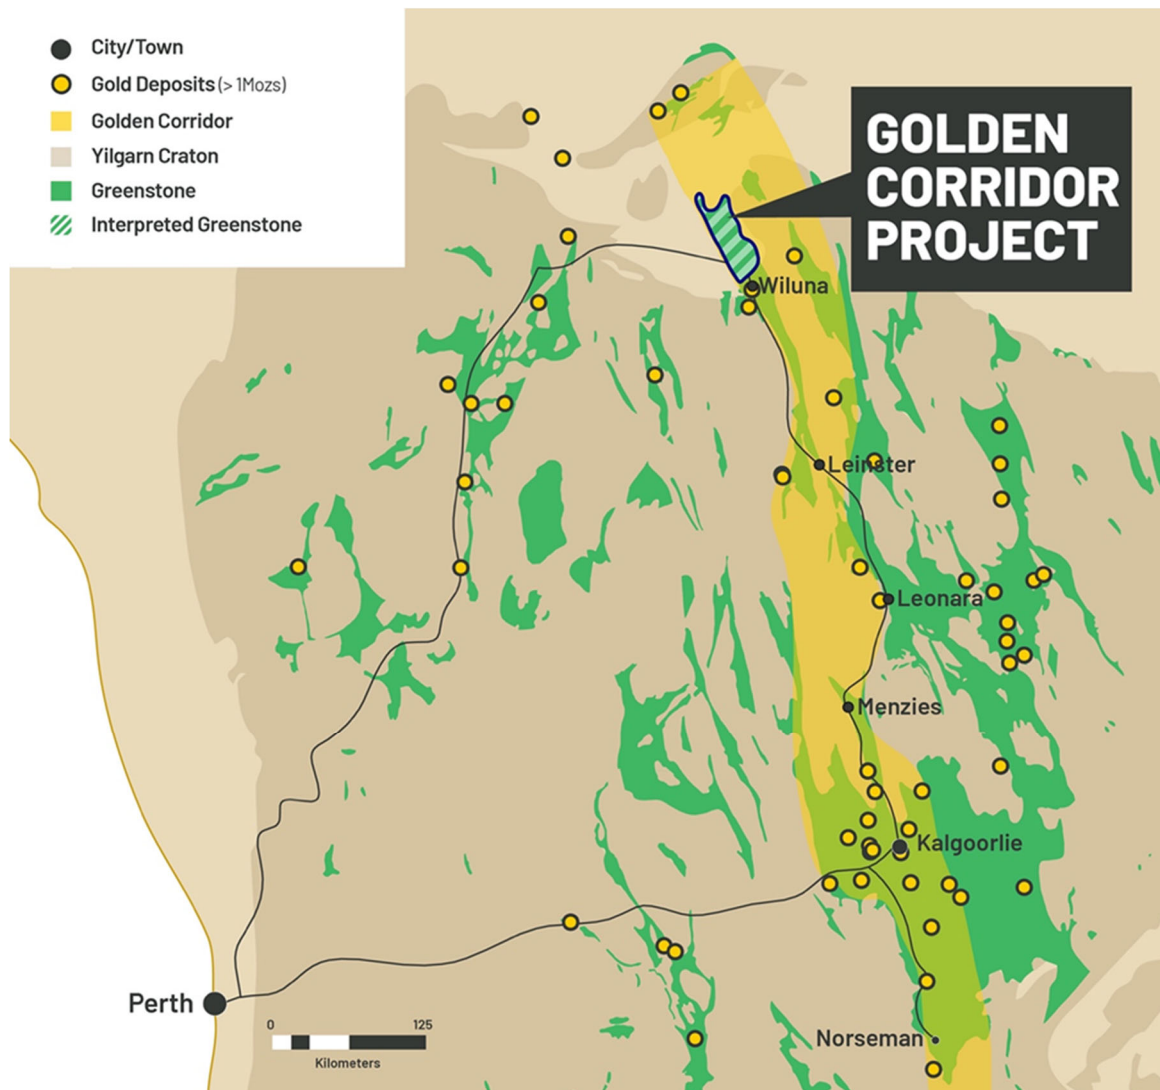 City/Town
Gold Deposits (> 1Mozs)
Golden Corridor
Yilgarn Craton
Greenstone
Interpreted Greenstone
GOLDEN
CORRIDOR
PROJECT
Wiluna
Leinster
Leonara
Menzies
Kalgoorlie
Perth
0 125
Kilometers
Norseman